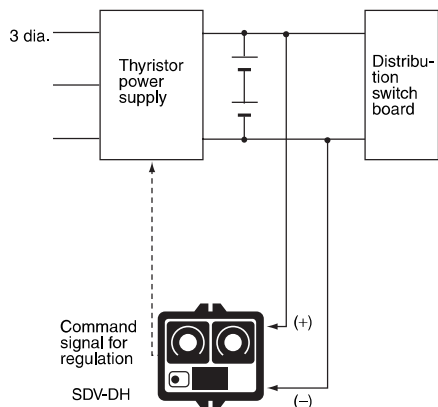 3 dia.
Thyristor
power
supply
Distribu-
tion
switch
board
Command
signal for
regulation
SDV-DH
(+)
(–)